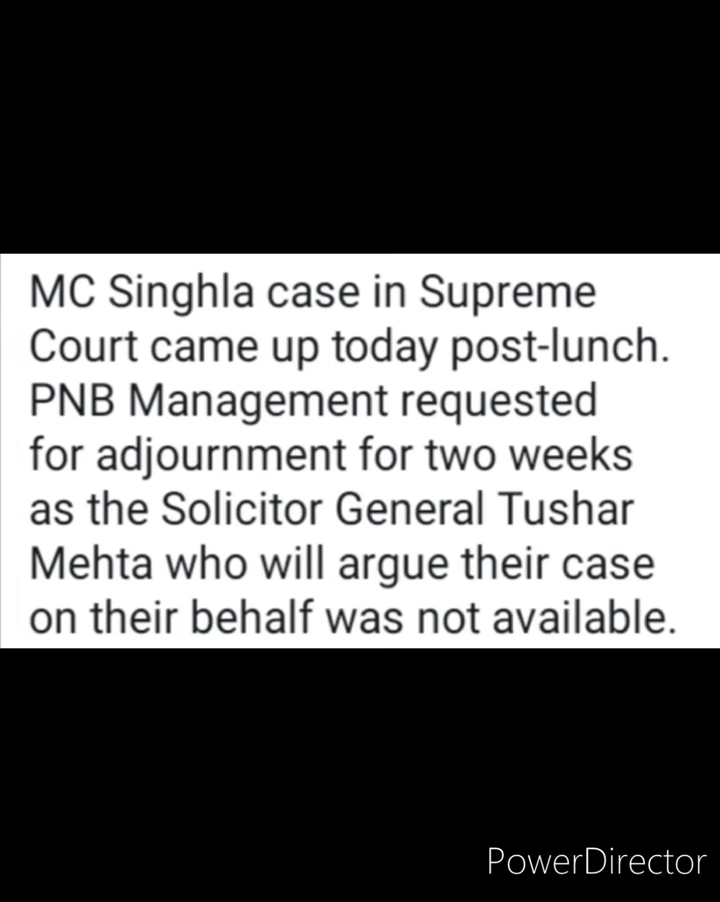 MC Singhla case in Supreme
Court came up today post-lunch.
PNB Management requested
for adjournment for two weeks
as the Solicitor General Tushar
Mehta who will argue their case
on their behalf was not available.
PowerDirector